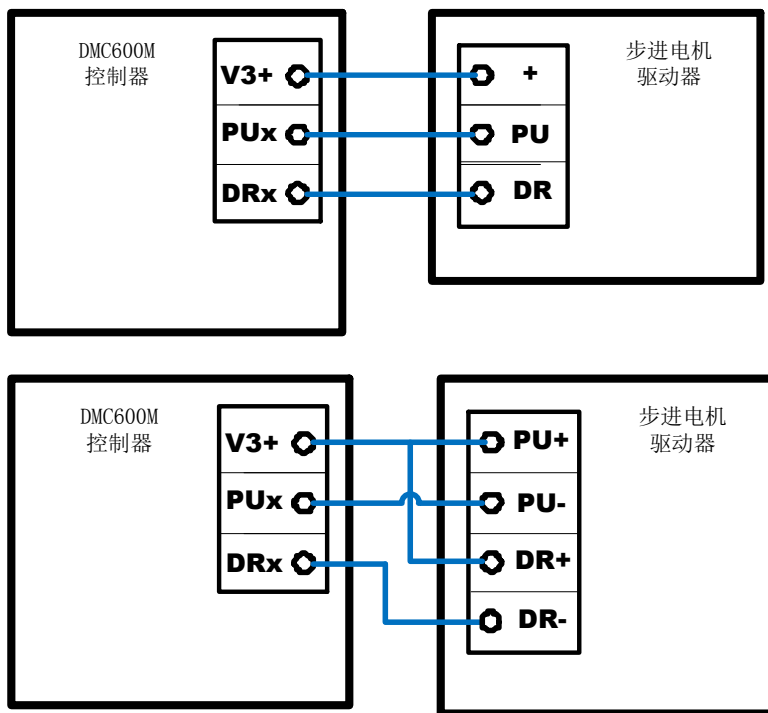 DMC600M
控制器
V3+
PUx
DRx
+
PU
DR
步进电机
驱动器
DMC600M
控制器
V3+
PUx
DRx
PU+
PU-
DR+
DR-
步进电机
驱动器